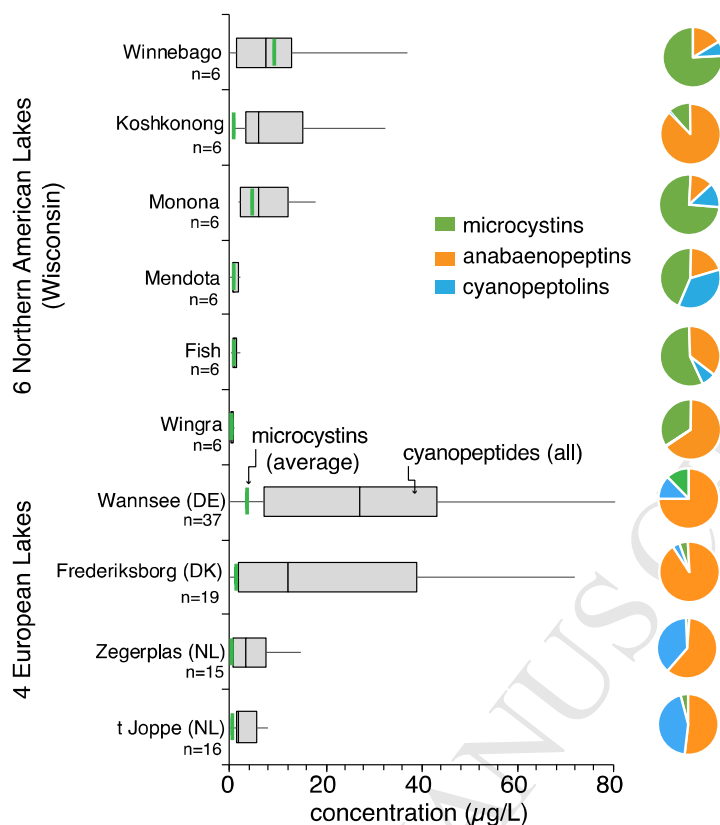 6 Northern American Lakes
(Wisconsin)
4 European Lakes
Winnebago
n=6
Koshkonong
n=6
Monona
n=6
Mendota
n=6
Fish
n=6
Wingra
n=6
Wannsee (DE)
n=37
Frederiksborg (DK)
n=19
Zegerplas (NL)
n=15
t Joppe (NL)
n=16
microcystins
anabaenopeptins
cyanopeptolins
microcystins
(average)
cyanopeptides (all)
0 20 40 60 80
concentration (µg/L)